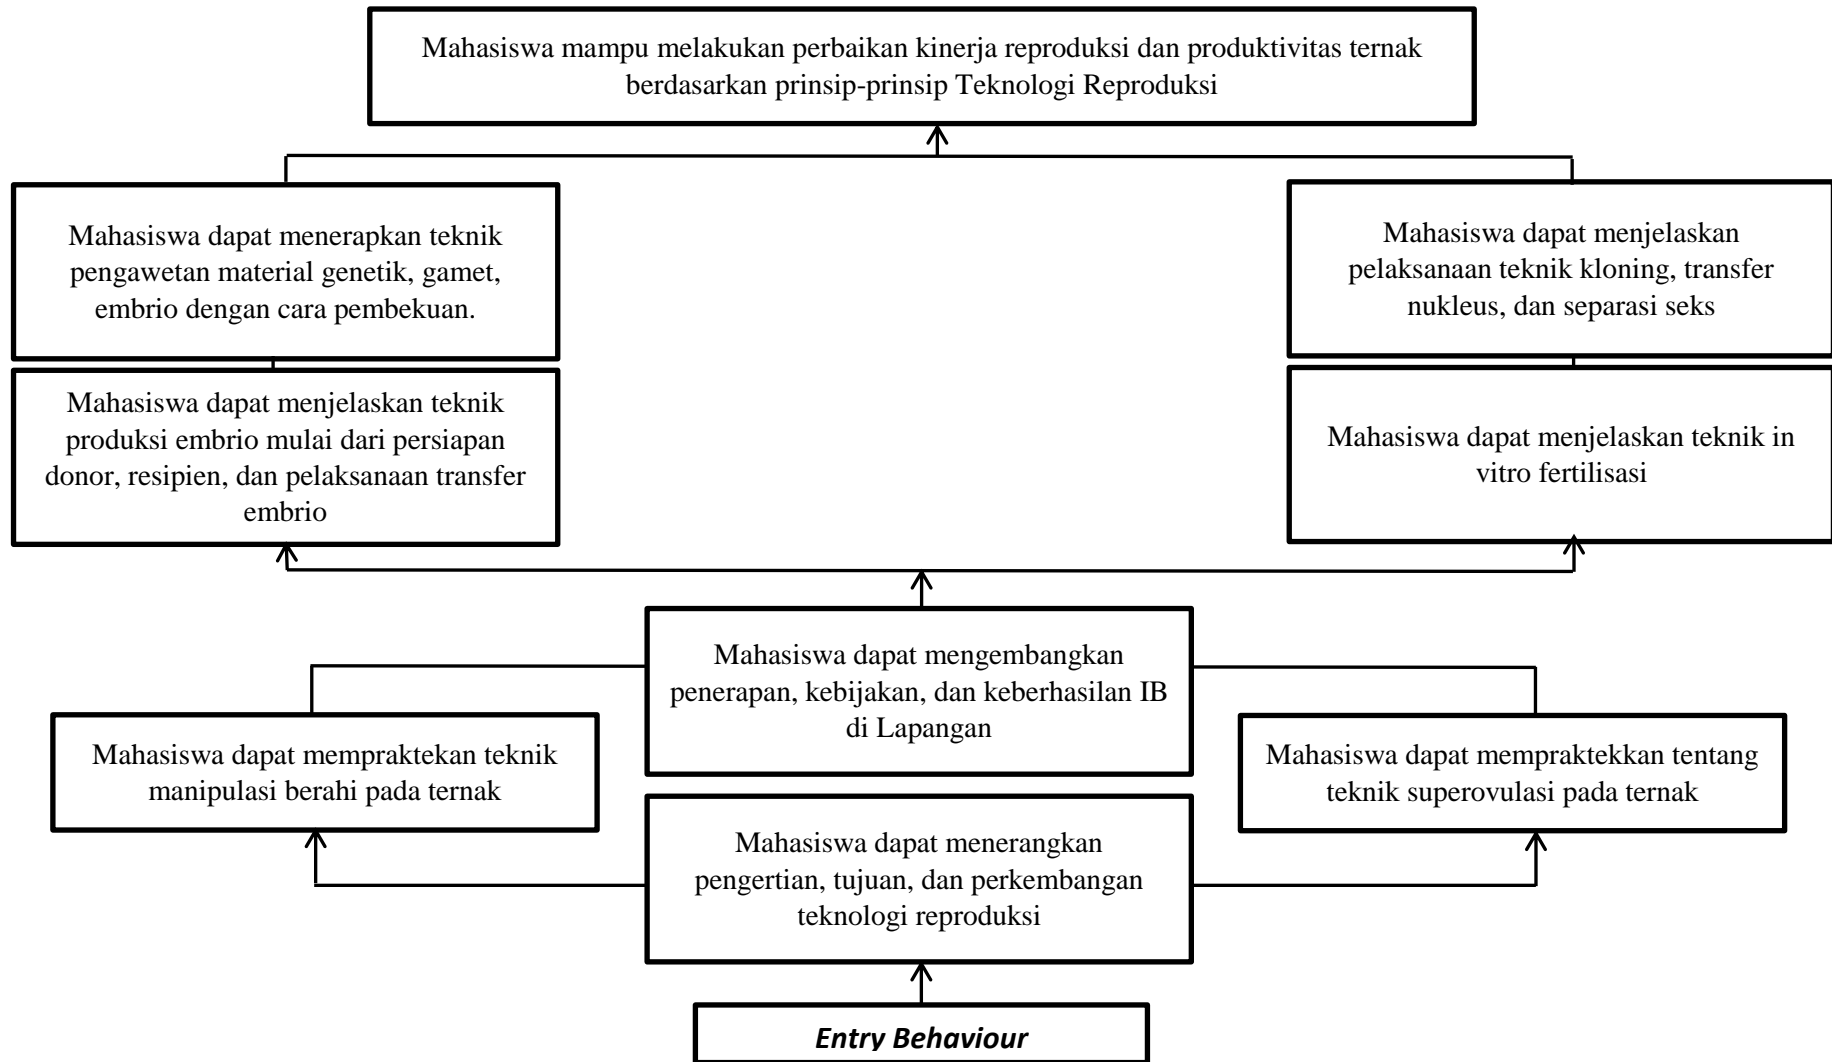 Mahasiswa mampu melakukan perbaikan kinerja reproduksi dan produktivitas ternak
berdasarkan prinsip-prinsip Teknologi Reproduksi
Mahasiswa dapat menerapkan teknik
pengawetan material genetik, gamet,
embrio dengan cara pembekuan.
Mahasiswa dapat menjelaskan
pelaksanaan teknik kloning, transfer
nukleus, dan separasi seks
Mahasiswa dapat menjelaskan teknik
produksi embrio mulai dari persiapan
donor, resipien, dan pelaksanaan transfer
embrio
Mahasiswa dapat menjelaskan teknik in
vitro fertilisasi
Mahasiswa dapat mengembangkan
penerapan, kebijakan, dan keberhasilan IB
di Lapangan
Mahasiswa dapat mempraktekan teknik
manipulasi berahi pada ternak
Mahasiswa dapat mempraktekkan tentang
teknik superovulasi pada ternak
Mahasiswa dapat menerangkan
pengertian, tujuan, dan perkembangan
teknologi reproduksi
Entry Behaviour